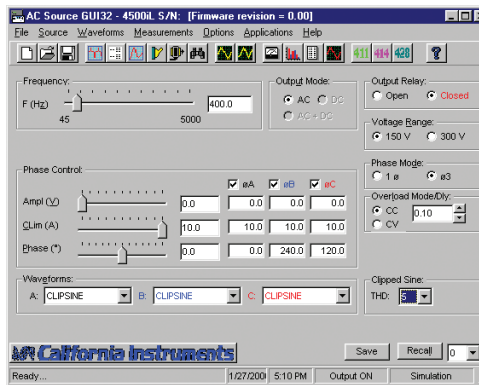 AC Source GUI32 - 4500iL S/N: [Firmware revision = 0.00]
File Source Waveforms Measurements Options Applications Help
411 414 428 ?
Frequency:
F (Hz)
45 5000
400.0
Output Mode:
AC DC
AC + DC
Output Relay:
Open Closed
Voltage Range:
150 V 300 V
Phase Mode:
1 ø ø3
Overload Mode/Dly:
CC
CV
0.10
Phase Control:
øA øB øC
Ampl (V) 0.0 0.0 0.0 0.0
CLim (A) 10.0 10.0 10.0 10.0
Phase (°) 0.0 0.0 240.0 120.0
Waveforms:
A: CLIPSINE B: CLIPSINE C: CLIPSINE
Clipped Sine:
THD: 5
California Instruments
Save Recall 0
Ready... 1/27/200 5:10 PM Output ON Simulation